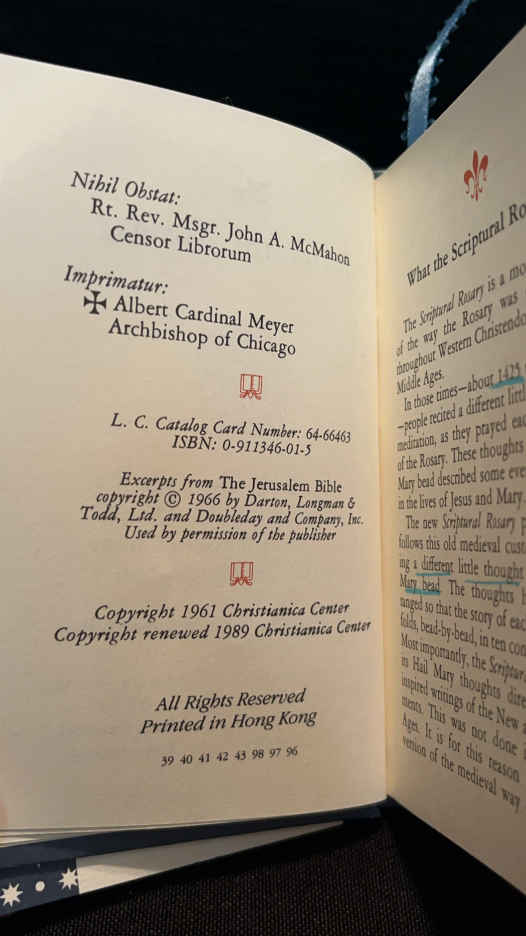 Nihil Obstat:
Rt. Rev. Msgr. John A. McMahon
Censor Librorum
Imprimatur:
✠ Albert Cardinal Meyer
Archbishop of Chicago
L. C. Catalog Card Number: 64-66463
ISBN: 0-911346-01-5
Excerpts from The Jerusalem Bible
copyright © 1966 by Darton, Longman &
Todd, Ltd. and Doubleday and Company, Inc.
Used by permission of the publisher
Copyright 1961 Christianica Center
Copyright renewed 1989 Christianica Center
All Rights Reserved
Printed in Hong Kong
39 40 41 42 43 98 97 96
What the Scriptural
The Scriptural Rosary is a
of the way the Rosary was
throughout Western
Middle Ages.
In those times—about 1425
—people recited a different little
meditation, as they prayed
of the Rosary. These thoughts
Mary bead described some
in the lives of Jesus and Mary.
The new Scriptural Rosary
follows this old medieval
ing a different little thought
Mary bead. The thoughts
ranged so that the story of
folds, bead-by-bead, in ten
Most importantly, the
its Hail Mary thoughts
inspired writings of the New
ments. This was not done
Ages. It is for this reason
version of the medieval way